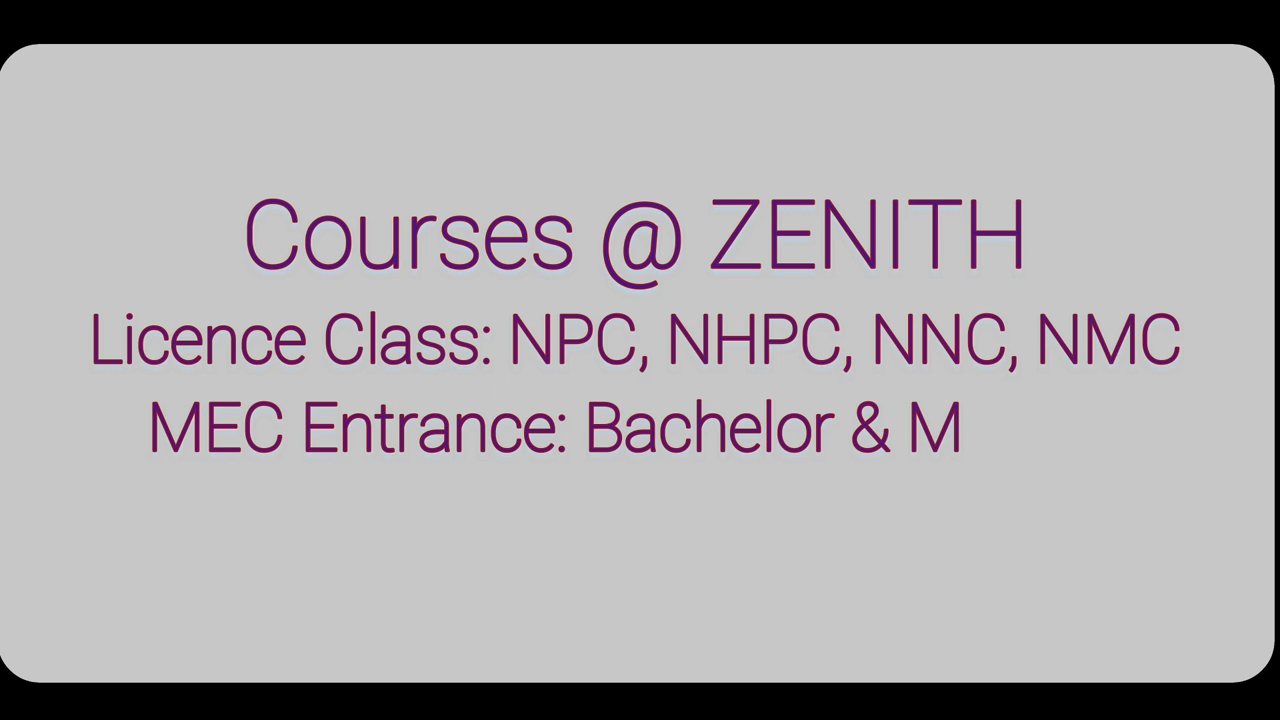 Courses @ ZENITH
Licence Class: NPC, NHPC, NNC, NMC
MEC Entrance: Bachelor & M